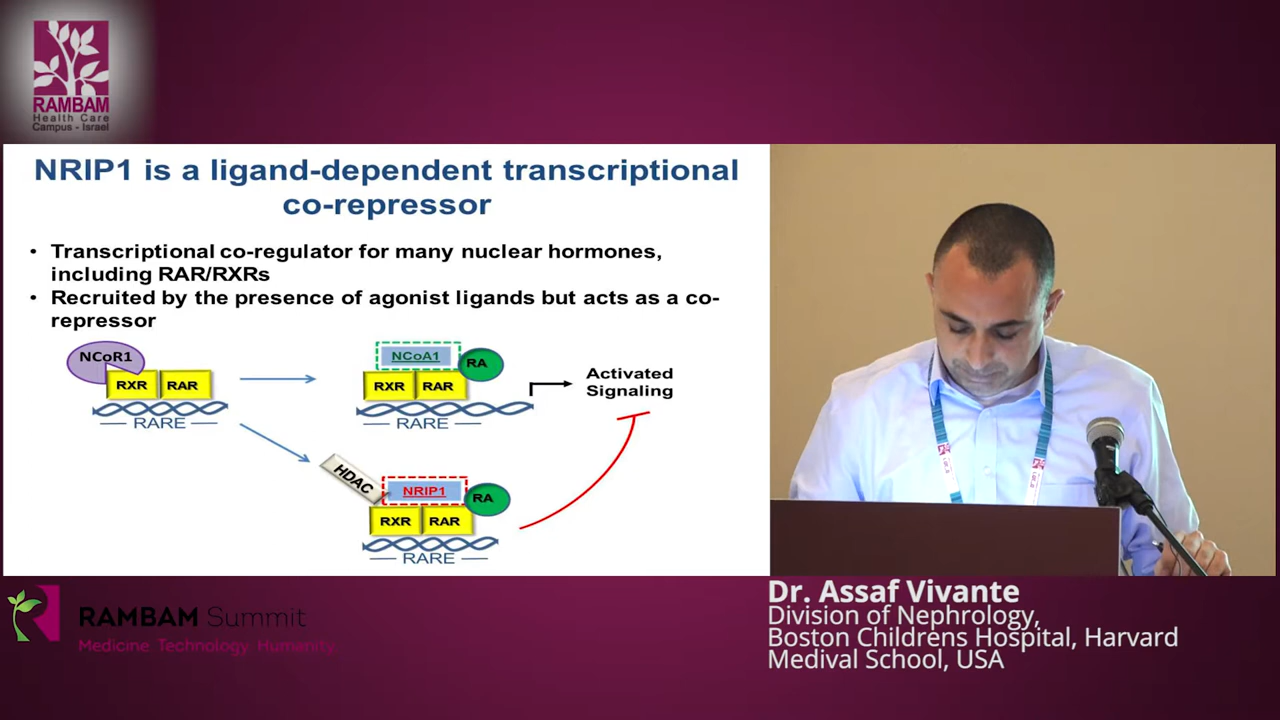 RAMBAM
Health Care
Campus - Israel
NRIP1 is a ligand-dependent transcriptional
co-repressor
• Transcriptional co-regulator for many nuclear hormones,
including RAR/RXRs
• Recruited by the presence of agonist ligands but acts as a co-
repressor
NCoR1
RXR RAR
RARE
NCoA1
RA
RXR RAR
RARE
Activated
Signaling
HDAC
NRIP1
RA
RXR RAR
RARE
RAMBAM Summit
Medicine. Technology. Humanity.
Dr. Assaf Vivante
Division of Nephrology,
Boston Childrens Hospital, Harvard
Medival School, USA